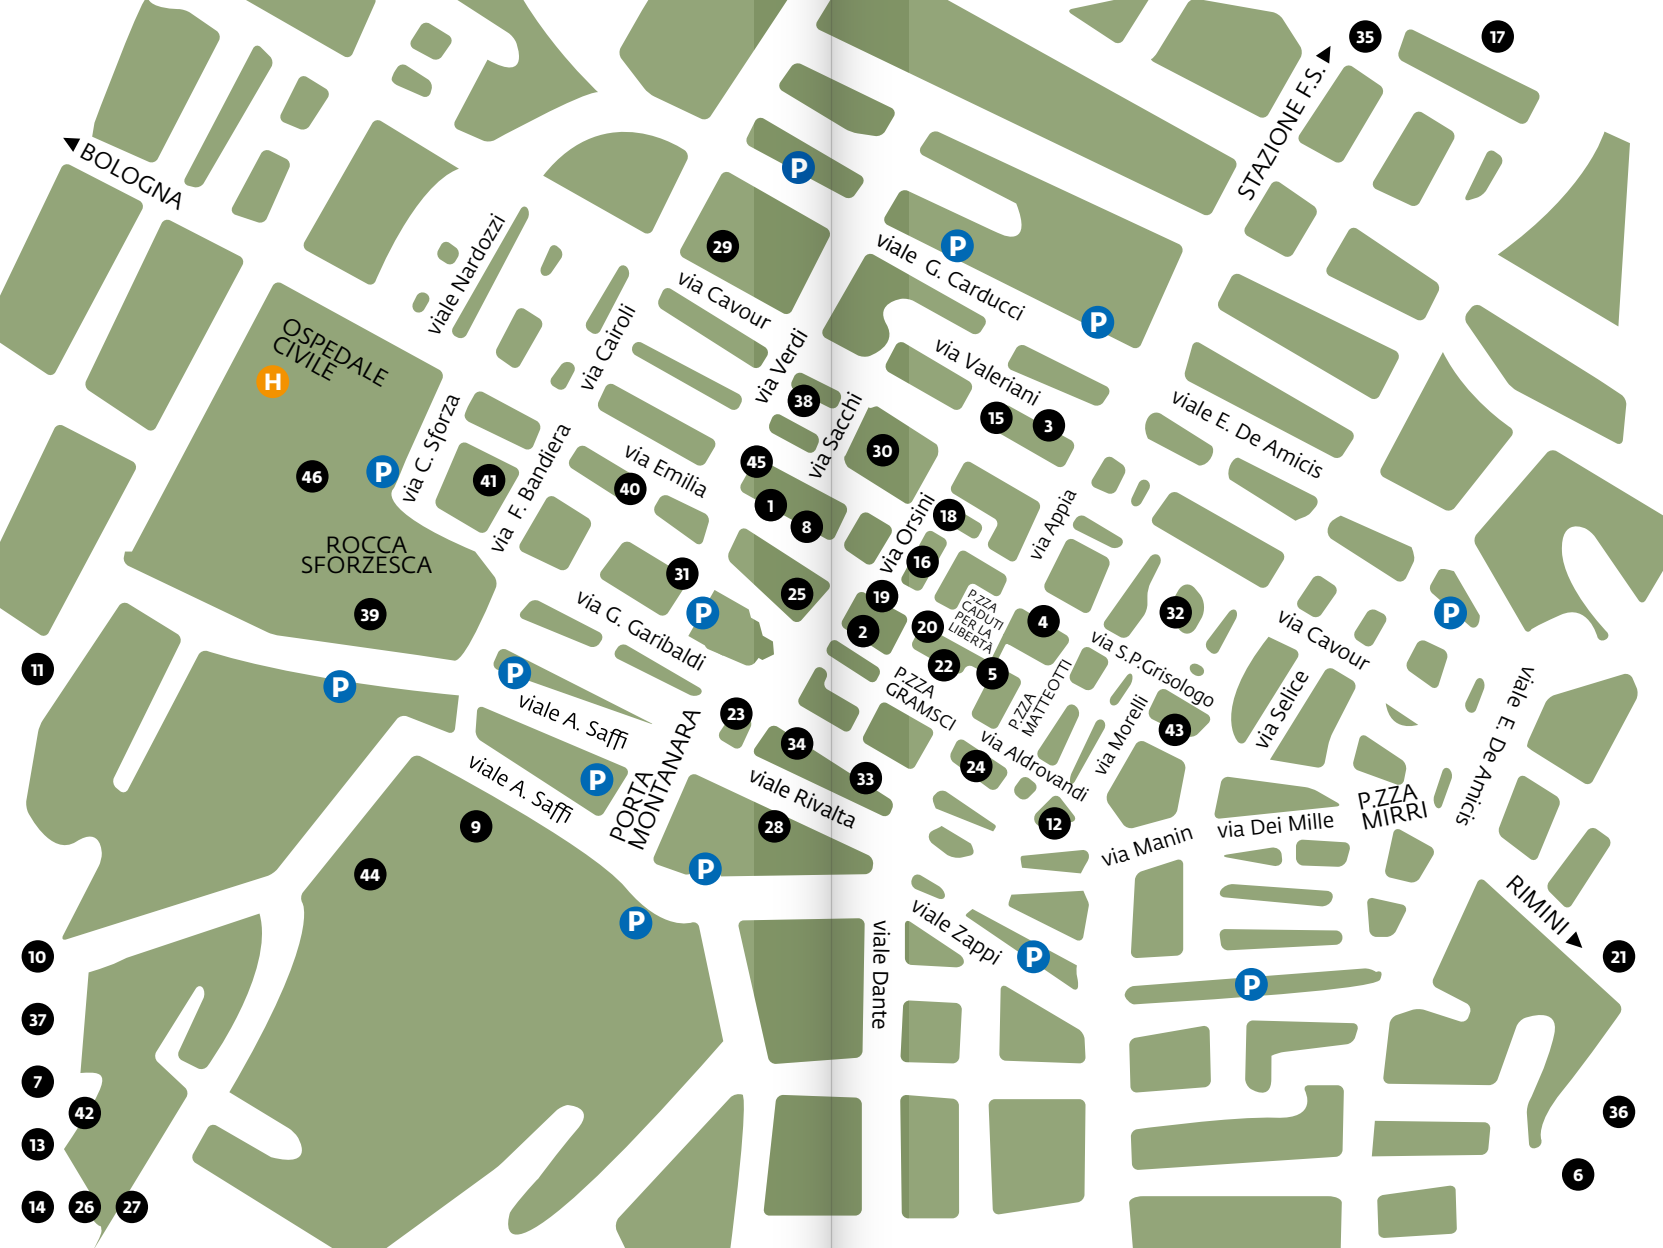 35
17
STAZIONE F.S.
BOLOGNA
P
29
viale Nardozzi
via Cavour
viale G. Carducci
P
P
OSPEDALE
CIVILE
H
via Cairoli
via Verdi
via Valeriani
38
15
3
viale E. De Amicis
via C. Sforza
via F. Bandiera
via Sacchi
30
46
P
41
40
via Emilia
45
1
8
via Orsini
18
via Appia
ROCCA
SFORZESCA
39
31
P
25
16
19
2
20
P.ZZA
CADUTI
PER LA
LIBERTÀ
4
32
P
via G. Garibaldi
22
5
via S.P.Grisologo
via Cavour
11
P
P
viale A. Saffi
23
34
33
P.ZZA
GRAMSCI
P.ZZA
MATTEOTTI
via Aldrovandi
24
via Morelli
43
via Selice
viale E. De Amicis
viale A. Saffi
P
PORTA
MONTANARA
viale Rivalta
28
12
via Manin
via Dei Mille
P.ZZA
MIRRI
9
44
P
P
RIMINI
viale Dante
viale Zappi
P
P
21
10
37
7
42
13
14
26
27
36
6